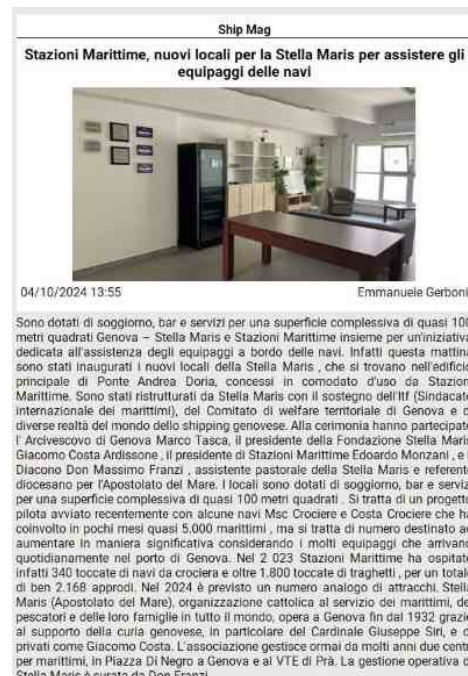 Ship Mag
Stazioni Marittime, nuovi locali per la Stella Maris per assistere gli
equipaggi delle navi
04/10/2024 13:55
Emmanuele Gerboni
Sono dotati di soggiorno, bar e servizi per una superficie complessiva di quasi 100
metri quadrati Genova – Stella Maris e Stazioni Marittime insieme per un'iniziativa
dedicata all'assistenza degli equipaggi a bordo delle navi. Infatti questa mattina
sono stati inaugurati i nuovi locali della Stella Maris , che si trovano nell'edificio
principale di Ponte Andrea Doria, concessi in comodato d'uso da Stazioni
Marittime. Sono stati ristrutturati da Stella Maris con il sostegno dell'Itf (Sindacato
internazionale dei marittimi), del Comitato di welfare territoriale di Genova e di
diverse realtà del mondo dello shipping genovese. Alla cerimonia hanno partecipato
l' Arcivescovo di Genova Marco Tasca, il presidente della Fondazione Stella Maris
Giacomo Costa Ardissone , il presidente di Stazioni Marittime Edoardo Monzani , e il
Diacono Don Massimo Franzi , assistente pastorale della Stella Maris e referente
diocesano per l'Apostolato del Mare. I locali sono dotati di soggiorno, bar e servizi
per una superficie complessiva di quasi 100 metri quadrati . Si tratta di un progetto
pilota avviato recentemente con alcune navi Msc Crociere e Costa Crociere che ha
coinvolto in pochi mesi quasi 5.000 marittimi , ma si tratta di numero destinato ad
aumentare in maniera significativa considerando i molti equipaggi che arrivano
quotidianamente nel porto di Genova. Nel 2 023 Stazioni Marittime ha ospitato
infatti 340 toccate di navi da crociera e oltre 1.800 toccate di traghetti , per un totale
di ben 2.168 approdi. Nel 2024 è previsto un numero analogo di attracchi. Stella
Maris (Apostolato del Mare), organizzazione cattolica al servizio dei marittimi, dei
pescatori e delle loro famiglie in tutto il mondo, opera a Genova fin dal 1932 grazie
al supporto della curia genovese, in particolare del Cardinale Giuseppe Siri, e di
privati come Giacomo Costa. L'associazione gestisce ormai da molti anni due centri
per marittimi, in Piazza Di Negro a Genova e al VTE di Prà. La gestione operativa di
Stella Maris è curata da Don Franzi.